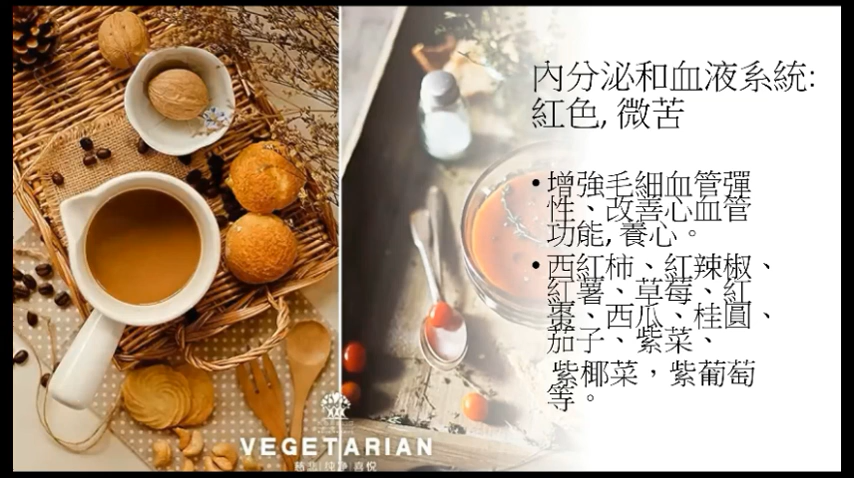 內分泌和血液系統:
紅色, 微苦
• 增強毛細血管彈
性、改善心血管
功能, 養心。
• 西紅柿、紅辣椒、
紅薯、草莓、紅
棗、西瓜、桂圓、
茄子、紫菜、
紫椰菜，紫葡萄
等。
VEGETARIAN